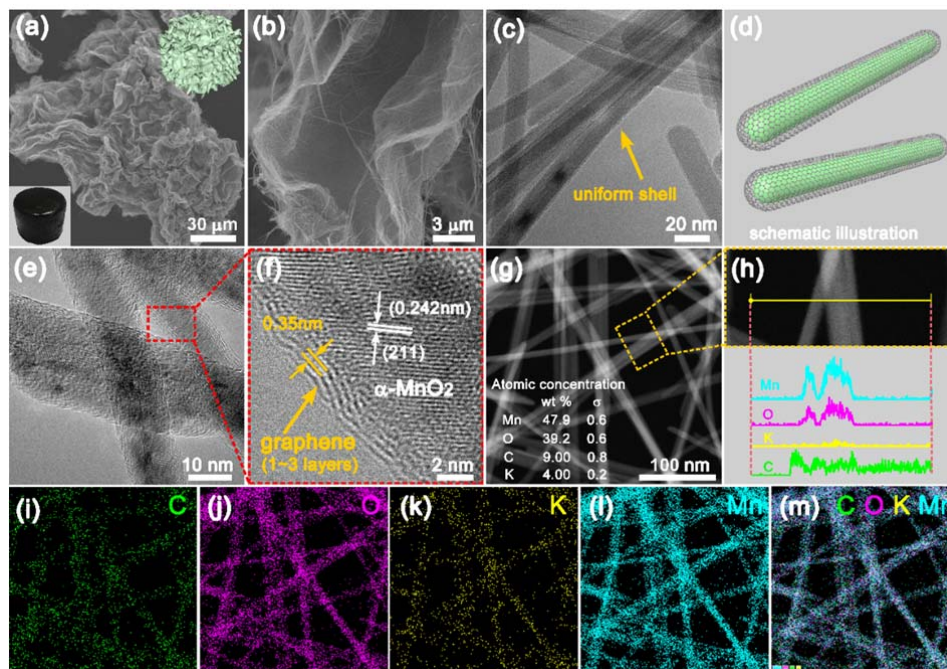 (a)
30 μm
(b)
3 μm
(c)
uniform shell
20 nm
(d)
schematic illustration
(e)
10 nm
(f)
0.35nm
(0.242nm)
(211)
α-MnO2
graphene
(1~3 layers)
2 nm
(g)
Atomic concentration
wt % σ
Mn 47.9 0.6
O 39.2 0.6
C 9.00 0.8
K 4.00 0.2
100 nm
(h)
Mn
O
K
C
(i) C
(j) O
(k) K
(l) Mn
(m) C O K Mn